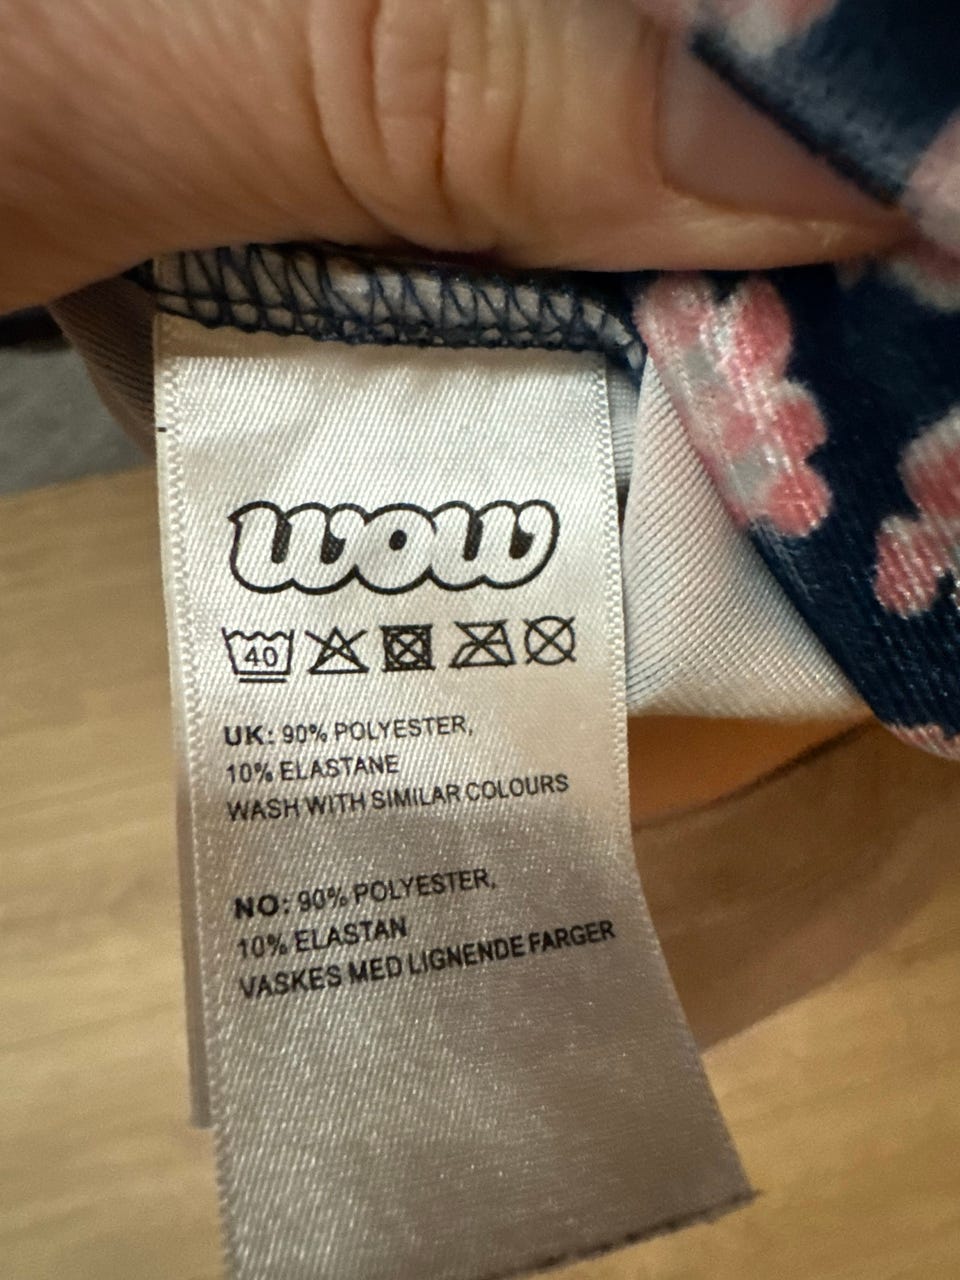 WOW
40
UK: 90% POLYESTER,
10% ELASTANE
WASH WITH SIMILAR COLOURS
NO: 90% POLYESTER,
10% ELASTAN
VASKES MED LIGNENDE FARGER